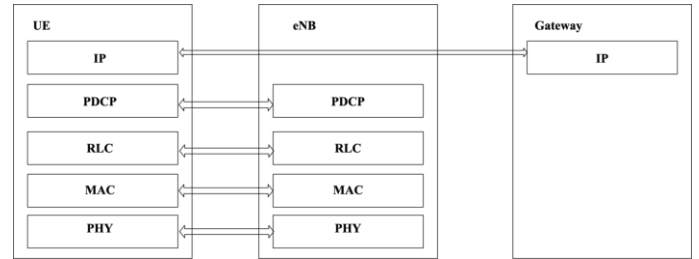 UE
eNB
Gateway
IP
IP
PDCP
PDCP
RLC
RLC
MAC
MAC
PHY
PHY